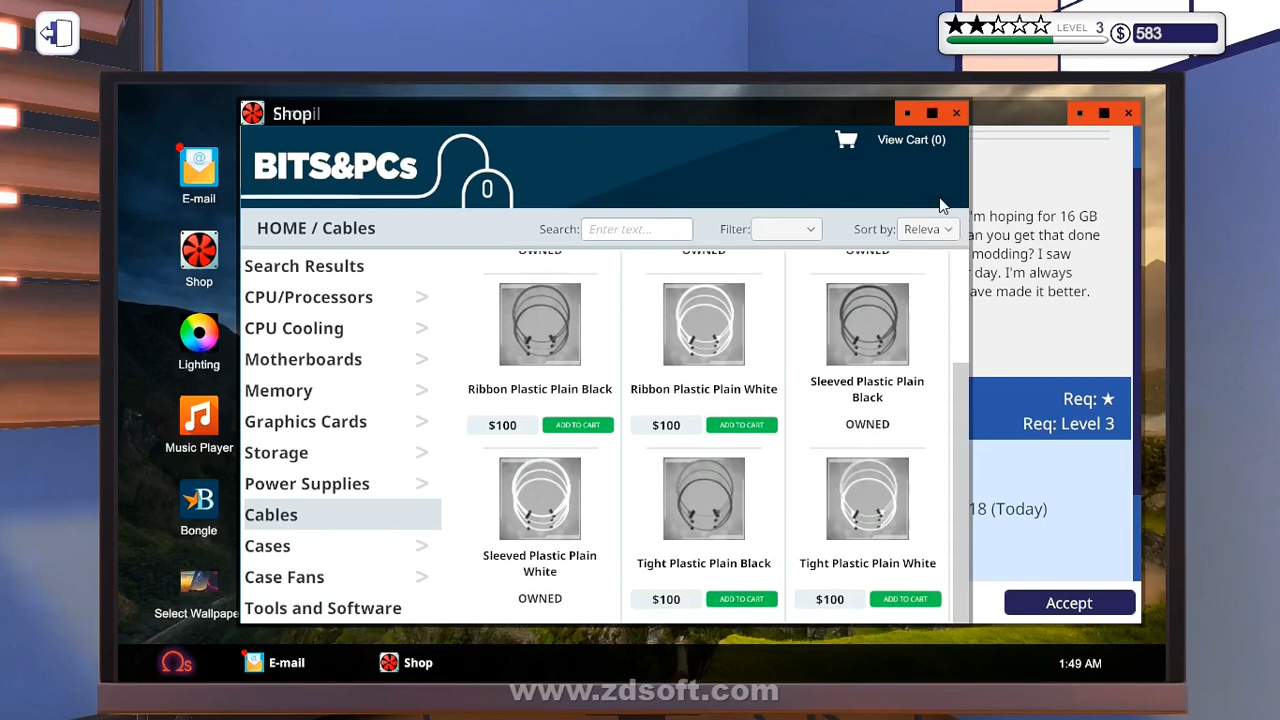 LEVEL 3
$ 583
Shop
BITS&PCs
View Cart (0)
HOME / Cables
Search:
Enter text...
Filter:
Sort by:
Releva
E-mail
Shop
Lighting
Music Player
Bongle
Select Wallpape
Search Results
CPU/Processors
CPU Cooling
Motherboards
Memory
Graphics Cards
Storage
Power Supplies
Cables
Cases
Case Fans
Tools and Software
OWNED
OWNED
OWNED
Ribbon Plastic Plain Black
$100
ADD TO CART
Ribbon Plastic Plain White
$100
ADD TO CART
Sleeved Plastic Plain
Black
OWNED
Sleeved Plastic Plain
White
OWNED
Tight Plastic Plain Black
$100
ADD TO CART
Tight Plastic Plain White
$100
ADD TO CART
'm hoping for 16 GB
an you get that done
modding? I saw
day. I'm always
ave made it better.
Req: ★
Req: Level 3
18 (Today)
Accept
E-mail
Shop
1:49 AM
www.zdsoft.com